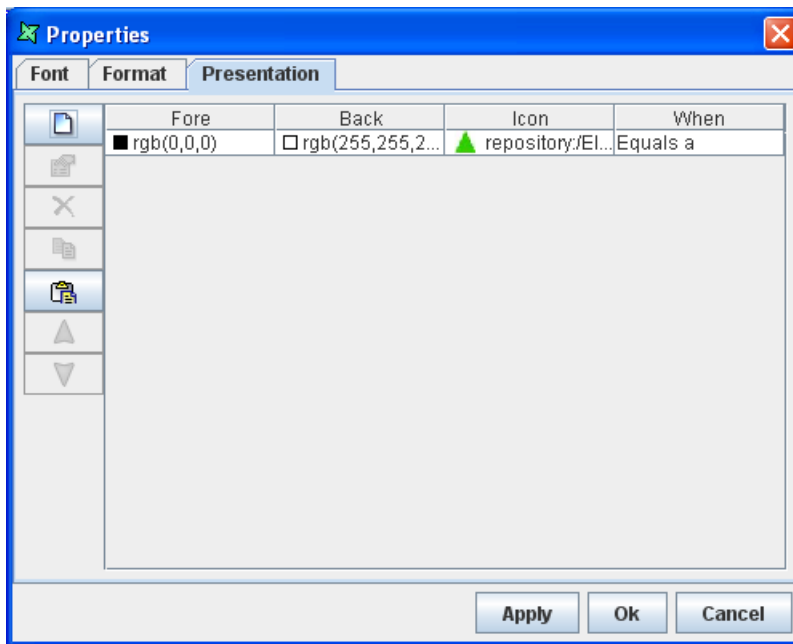 Properties
Font Format Presentation
Fore Back Icon When
rgb(0,0,0) rgb(255,255,2... repository:/El... Equals a
Apply Ok Cancel